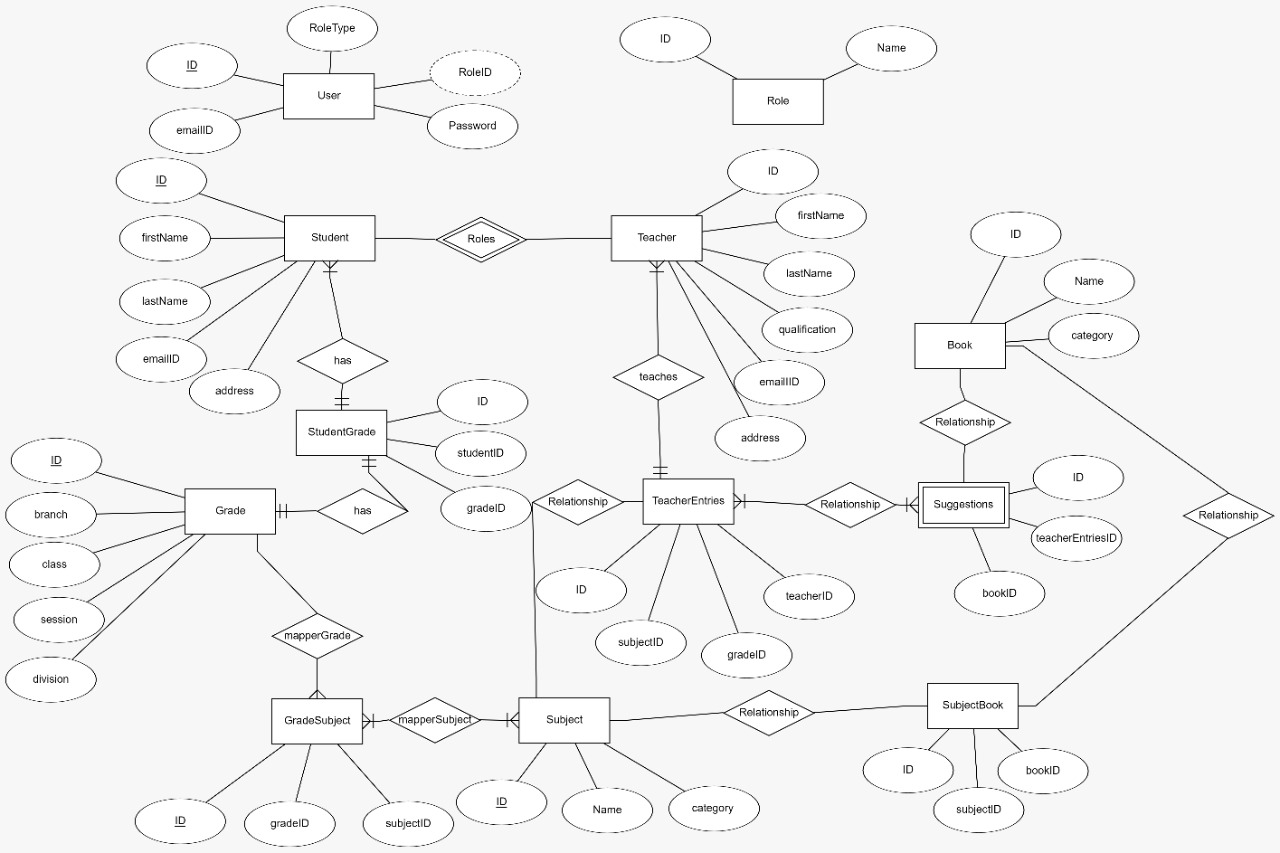 RoleType
ID
Name
ID
RoleID
User
Role
emailID
Password
ID
ID
firstName
firstName
Student
Roles
Teacher
ID
lastName
Name
lastName
qualification
category
Book
emailID
has
teaches
emailIID
address
ID
address
Relationship
StudentGrade
studentID
ID
ID
gradeID
Relationship
TeacherEntries
Relationship
Suggestions
Relationship
branch
Grade
has
teacherEntriesID
class
ID
teacherID
bookID
session
subjectID
gradeID
mapperGrade
division
GradeSubject
mapperSubject
Subject
Relationship
SubjectBook
ID
bookID
ID
Name
category
subjectID
ID
gradeID
subjectID